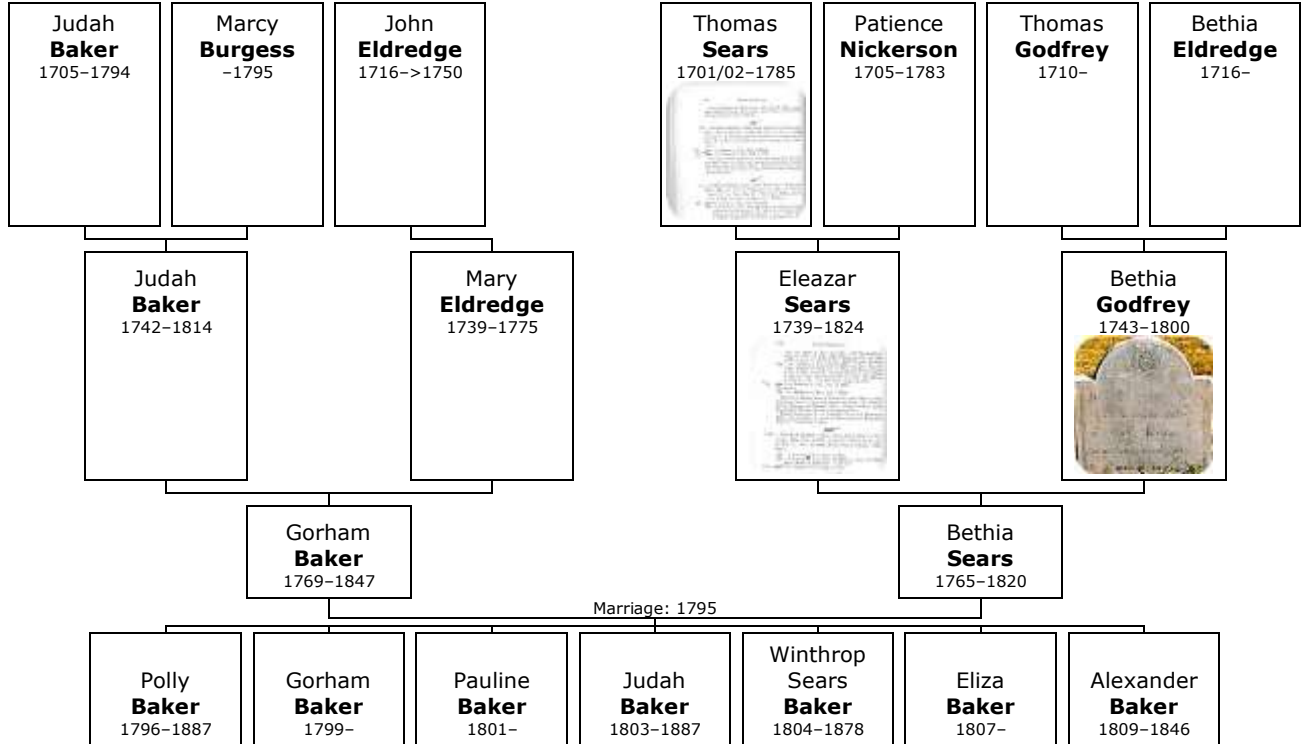 Judah
Baker
1705–1794
Marcy
Burgess
–1795
John
Eldredge
1716–>1750
Thomas
Sears
1701/02–1785
Patience
Nickerson
1705–1783
Thomas
Godfrey
1710–
Bethia
Eldredge
1716–
Judah
Baker
1742–1814
Mary
Eldredge
1739–1775
Eleazar
Sears
1739–1824
Bethia
Godfrey
1743–1800
Gorham
Baker
1769–1847
Bethia
Sears
1765–1820
Marriage: 1795
Polly
Baker
1796–1887
Gorham
Baker
1799–
Pauline
Baker
1801–
Judah
Baker
1803–1887
Winthrop
Sears
Baker
1804–1878
Eliza
Baker
1807–
Alexander
Baker
1809–1846